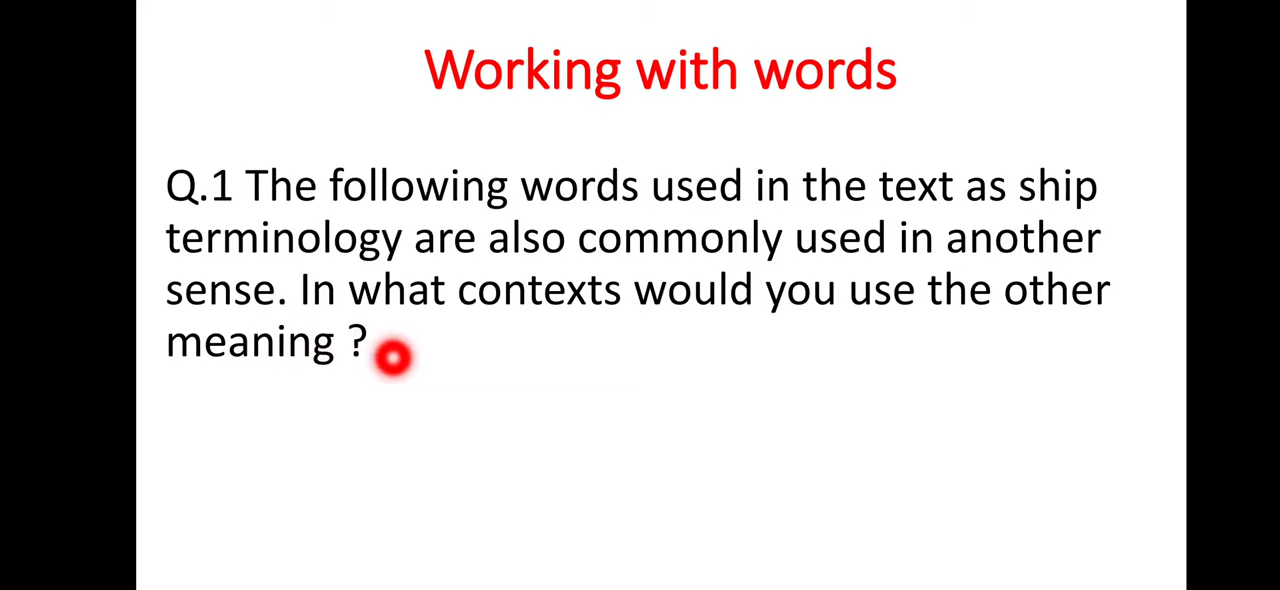 Working with words
Q.1 The following words used in the text as ship
terminology are also commonly used in another
sense. In what contexts would you use the other
meaning ?